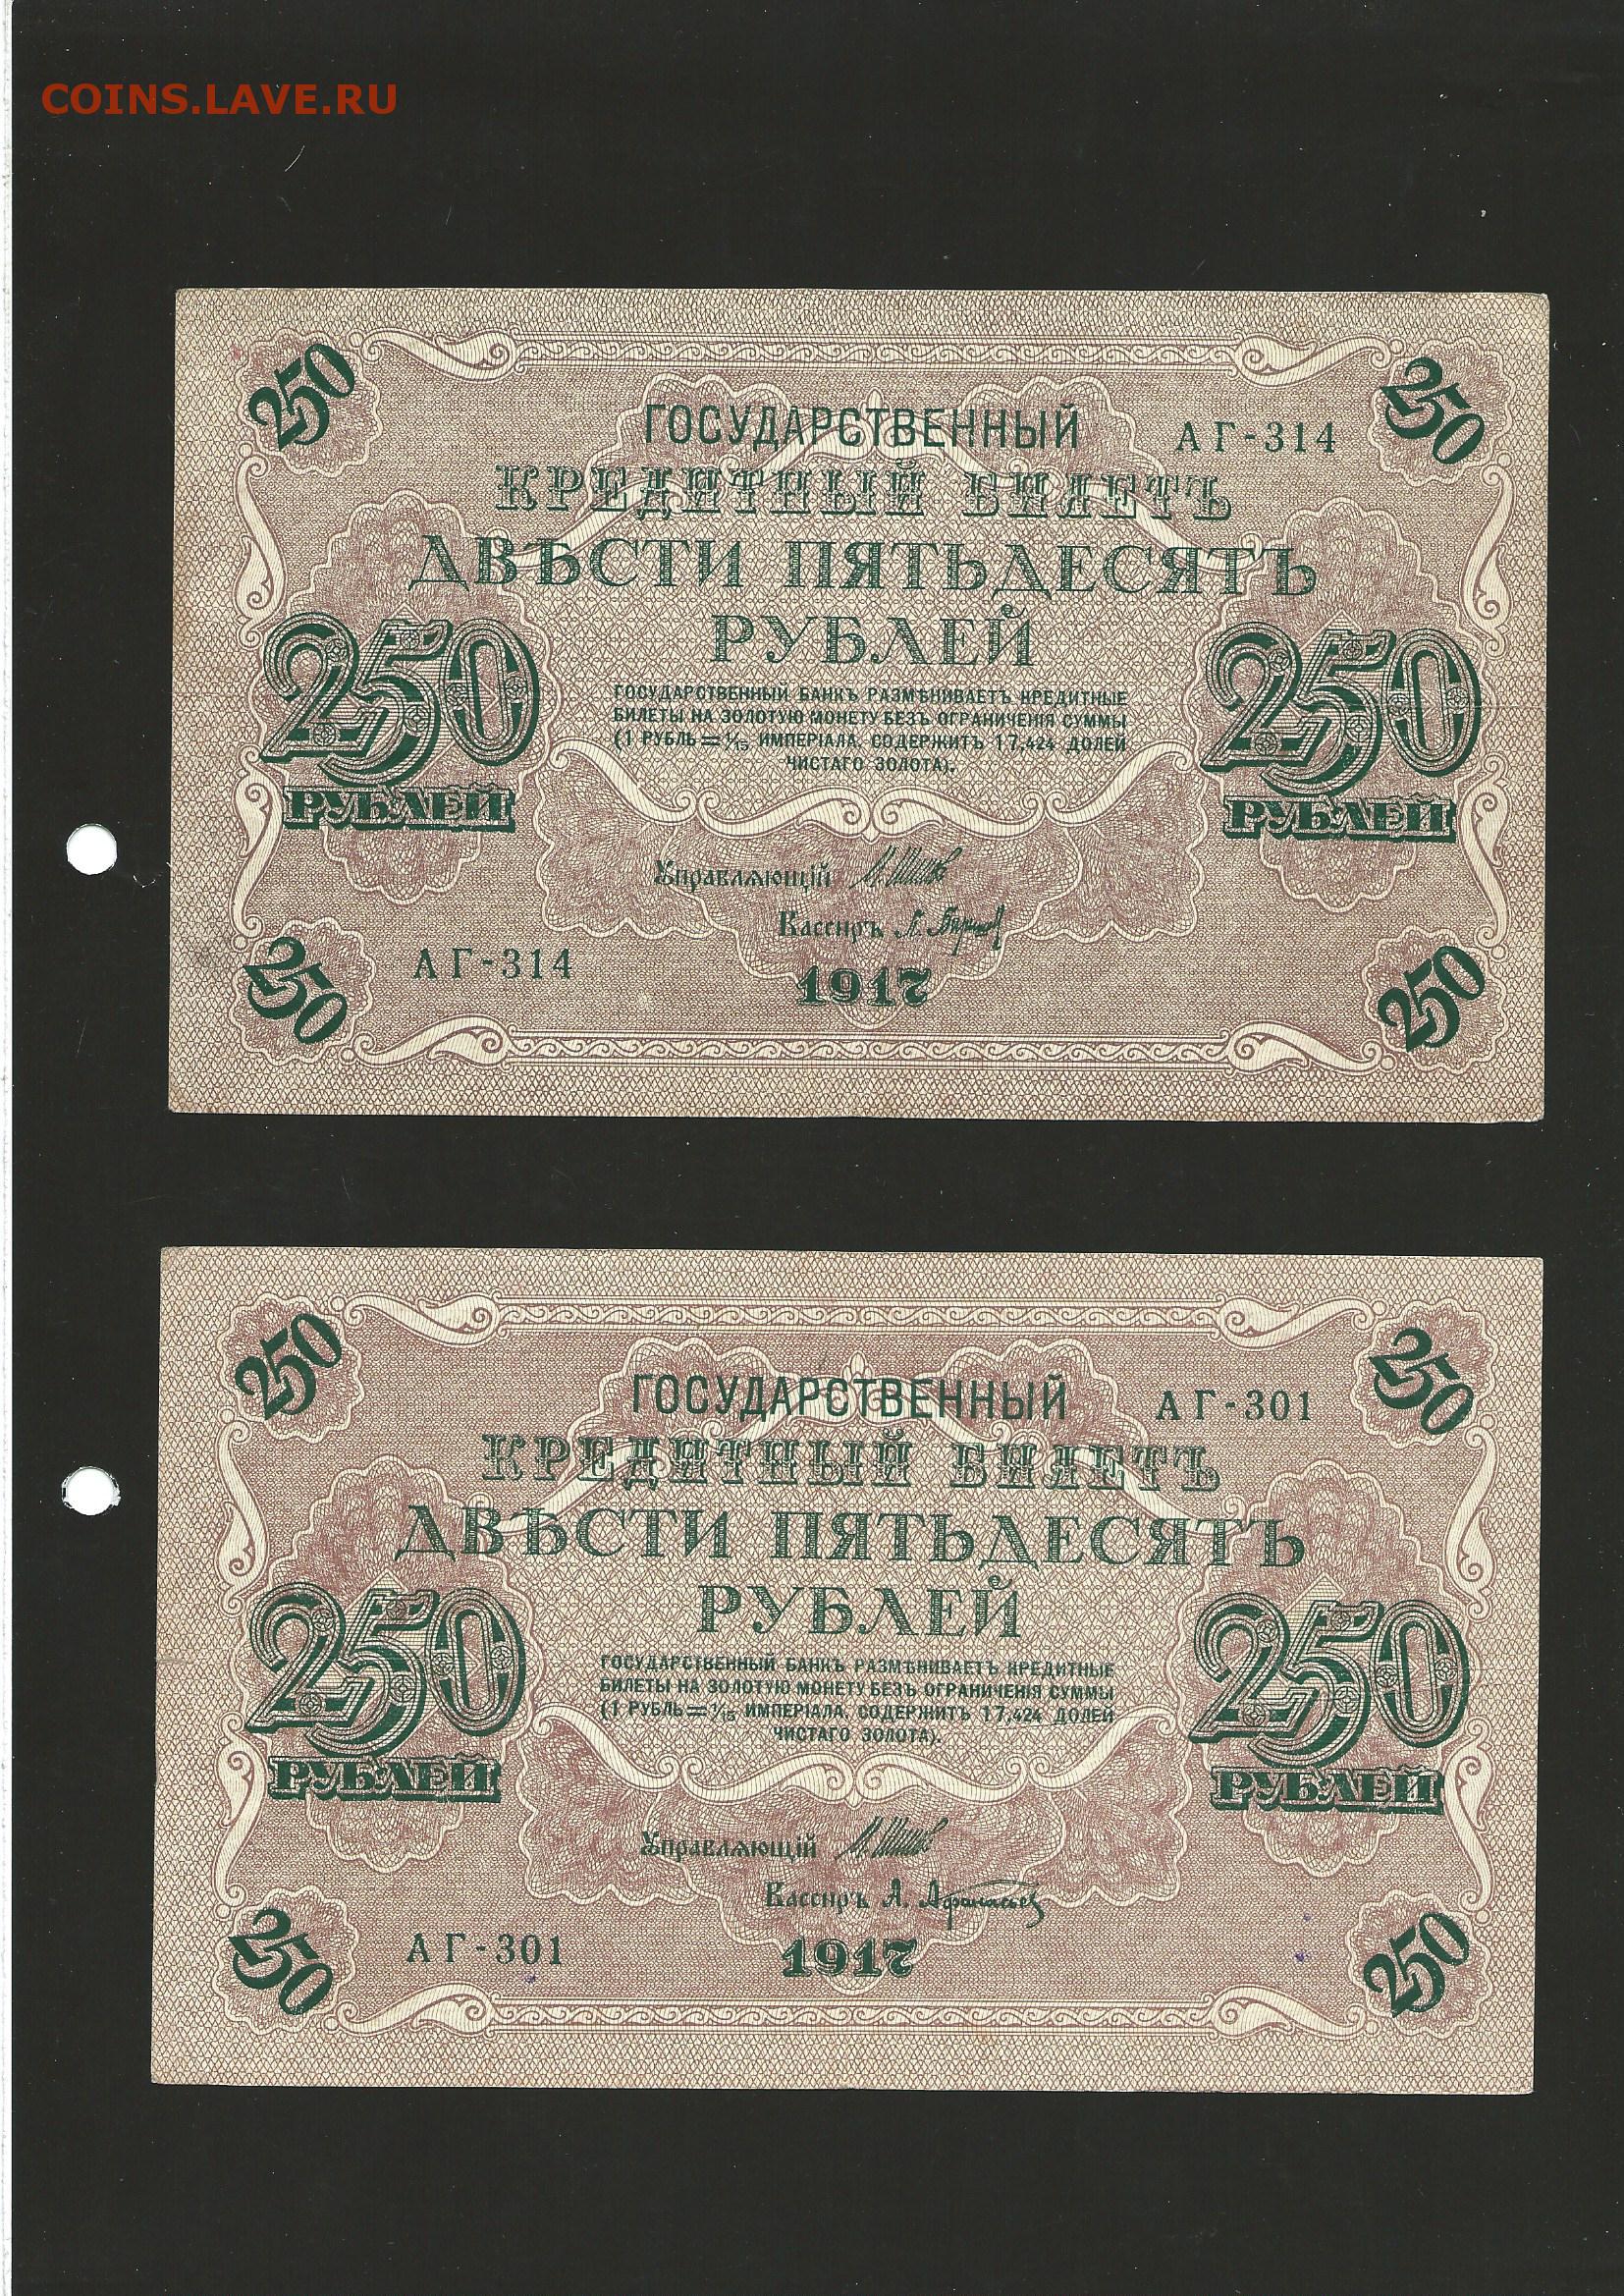 COINS.LAVE.RU
250
250
ГОСУДАРСТВЕННЫЙ
АГ-314
КРЕДИТНЫЙ БИЛЕТЪ
ДВѢСТИ ПЯТЬДЕСЯТЪ
РУБЛЕЙ
250
РУБЛЕЙ
ГОСУДАРСТВЕННЫЙ БАНКЪ РАЗМѢНИВАЕТЪ КРЕДИТНЫЕ
БИЛЕТЫ НА ЗОЛОТУЮ МОНЕТУ БЕЗЪ ОГРАНИЧЕНІЯ СУММЫ
(1 РУБЛЬ = 1/15 ИМПЕРІАЛА, СОДЕРЖИТЪ 17,424 ДОЛЕЙ
ЧИСТАГО ЗОЛОТА).
250
РУБЛЕЙ
Управляющій И. Шипов
Кассиръ
АГ-314
1917
250
250
250
250
ГОСУДАРСТВЕННЫЙ
АГ-301
КРЕДИТНЫЙ БИЛЕТЪ
ДВѢСТИ ПЯТЬДЕСЯТЪ
РУБЛЕЙ
250
РУБЛЕЙ
ГОСУДАРСТВЕННЫЙ БАНКЪ РАЗМѢНИВАЕТЪ КРЕДИТНЫЕ
БИЛЕТЫ НА ЗОЛОТУЮ МОНЕТУ БЕЗЪ ОГРАНИЧЕНІЯ СУММЫ
(1 РУБЛЬ = 1/15 ИМПЕРІАЛА, СОДЕРЖИТЪ 17,424 ДОЛЕЙ
ЧИСТАГО ЗОЛОТА).
250
РУБЛЕЙ
Управляющій И. Шипов
Кассиръ А. Афанасьев
АГ-301
1917
250
250